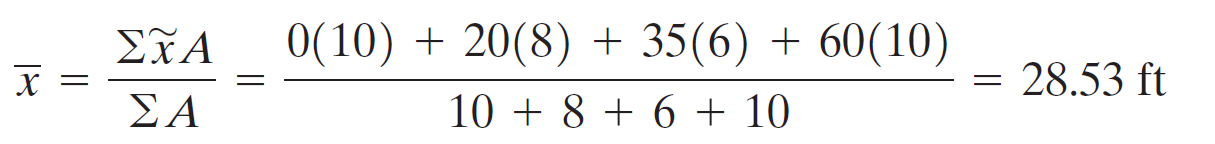 x̄ = Σx̃A / ΣA = 0(10) + 20(8) + 35(6) + 60(10) / 10 + 8 + 6 + 10 = 28.53 ft